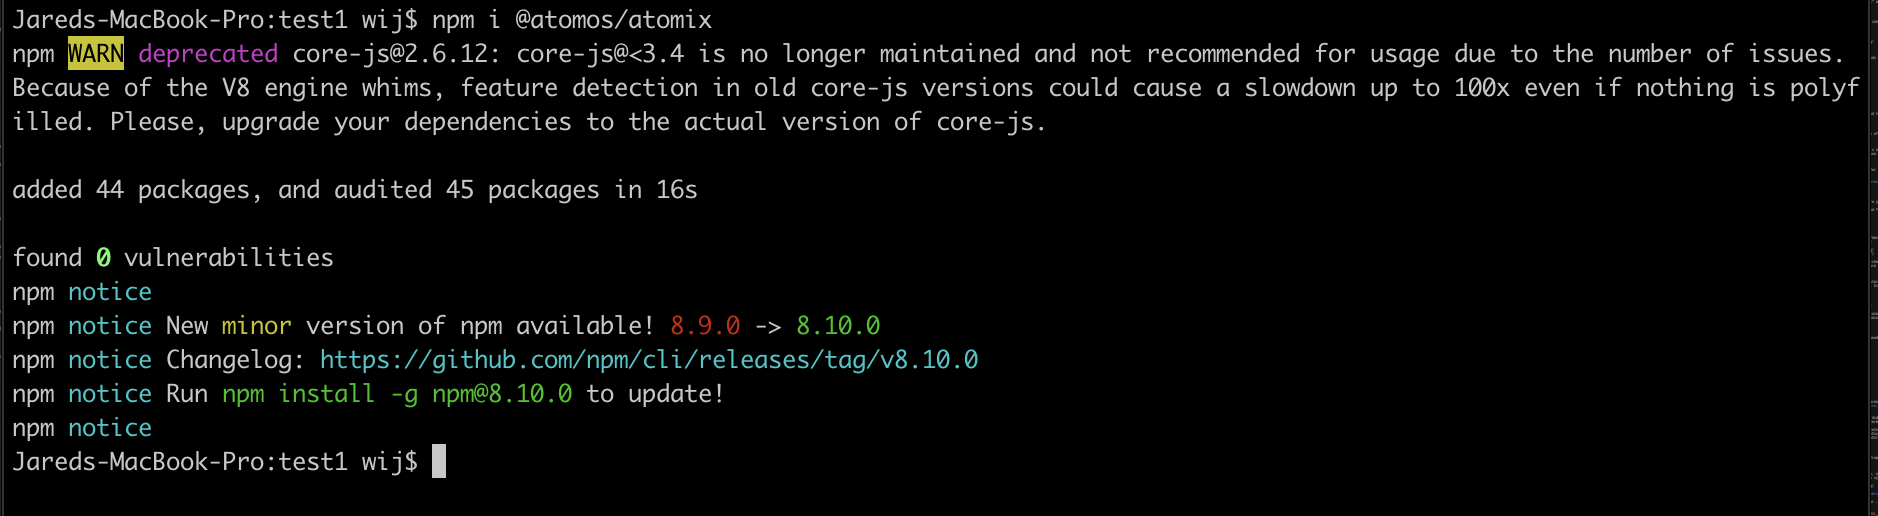 Jareds-MacBook-Pro:test1 wij$ npm i @atomos/atomix
npm WARN deprecated core-js@2.6.12: core-js@<3.4 is no longer maintained and not recommended for usage due to the number of issues.
Because of the V8 engine whims, feature detection in old core-js versions could cause a slowdown up to 100x even if nothing is polyf
illed. Please, upgrade your dependencies to the actual version of core-js.
added 44 packages, and audited 45 packages in 16s
found 0 vulnerabilities
npm notice
npm notice New minor version of npm available! 8.9.0 -> 8.10.0
npm notice Changelog: https://github.com/npm/cli/releases/tag/v8.10.0
npm notice Run npm install -g npm@8.10.0 to update!
npm notice
Jareds-MacBook-Pro:test1 wij$